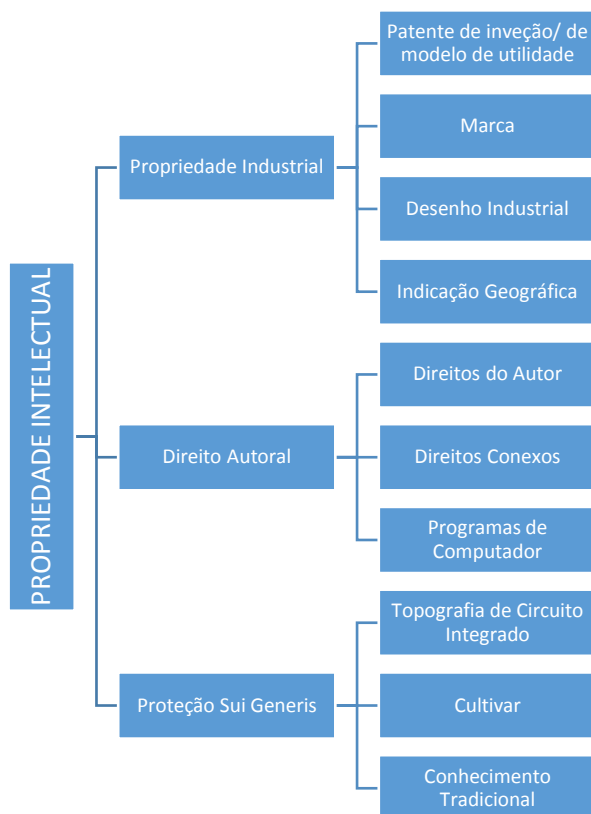 PROPRIEDADE INTELECTUAL
Propriedade Industrial
Patente de inveção/ de
modelo de utilidade
Marca
Desenho Industrial
Indicação Geográfica
Direito Autoral
Direitos do Autor
Direitos Conexos
Programas de
Computador
Proteção Sui Generis
Topografia de Circuito
Integrado
Cultivar
Conhecimento
Tradicional